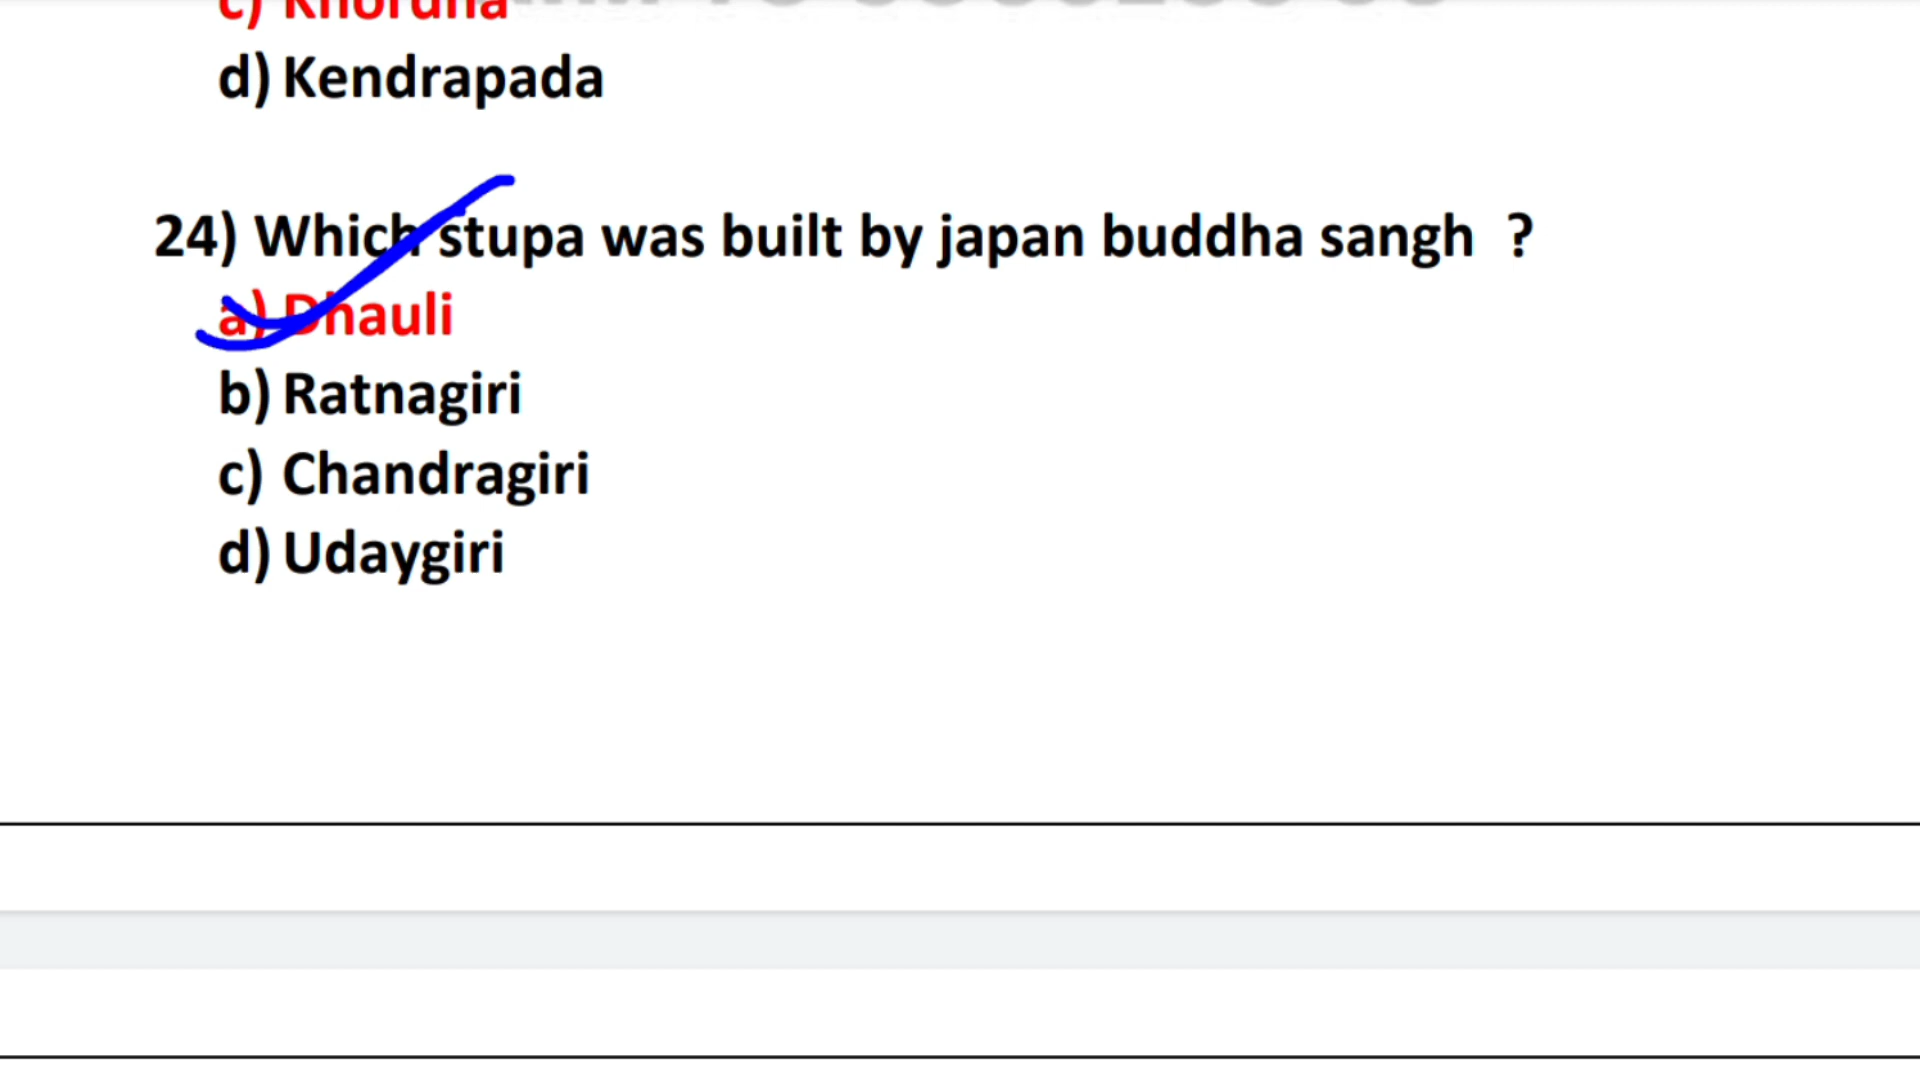 c) Khordha
d) Kendrapada
24) Which stupa was built by japan buddha sangh ?
a) Dhauli
b) Ratnagiri
c) Chandragiri
d) Udaygiri